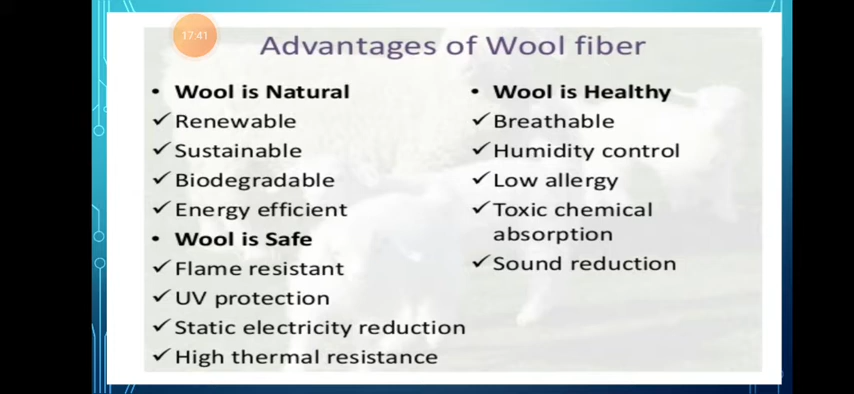 17:41
Advantages of Wool fiber
• Wool is Natural
✓ Renewable
✓ Sustainable
✓ Biodegradable
✓ Energy efficient
• Wool is Safe
✓ Flame resistant
✓ UV protection
✓ Static electricity reduction
✓ High thermal resistance
• Wool is Healthy
✓ Breathable
✓ Humidity control
✓ Low allergy
✓ Toxic chemical
absorption
✓ Sound reduction